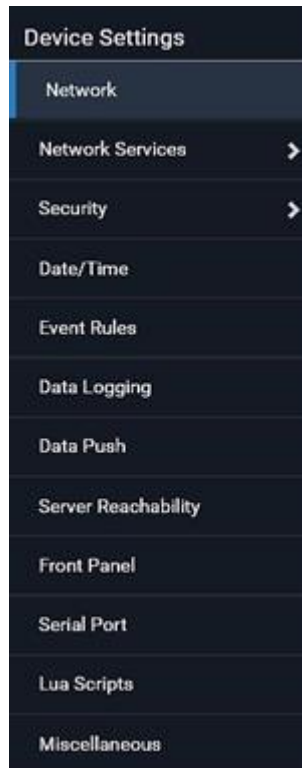 Device Settings
Network
Network Services
Security
Date/Time
Event Rules
Data Logging
Data Push
Server Reachability
Front Panel
Serial Port
Lua Scripts
Miscellaneous